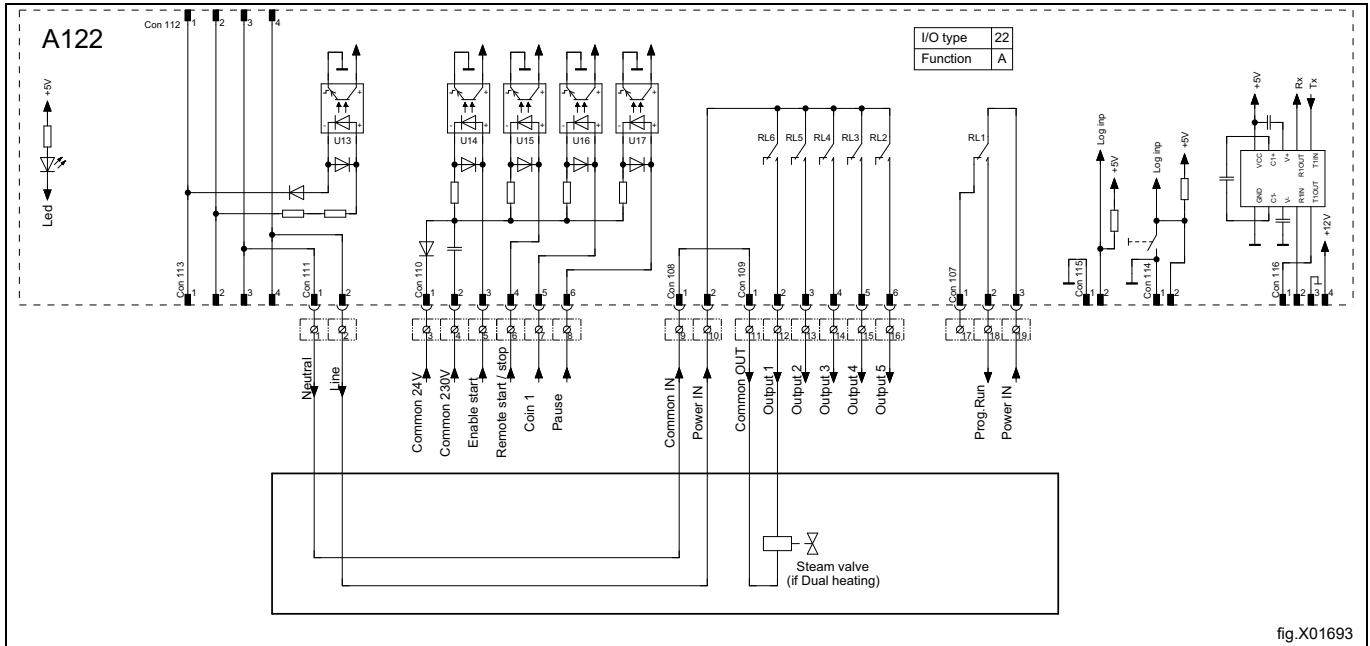 A122
Con 112
1
2
3
4
I/O type 22
Function A
+5V
Led
U13
U14
U15
U16
U17
RL6
RL5
RL4
RL3
RL2
RL1
Log inp
+5V
Log inp
+5V
+5V
Rx
Tx
VCC
C1+
V+
R1OUT
T1IN
GND
C1-
V-
R1IN
T1OUT
+12V
Con 113
1
2
3
4
Con 111
1
2
Con 110
1
2
3
4
5
6
Con 108
1
2
Con 109
1
2
3
4
5
6
Con 107
1
2
3
Con 115
1
2
Con 114
1
2
Con 116
1
2
3
4
1
2
3
4
5
6
7
8
9
10
11
12
13
14
15
16
17
18
19
Neutral
Line
Common 24V
Common 230V
Enable start
Remote start / stop
Coin 1
Pause
Common IN
Power IN
Common OUT
Output 1
Output 2
Output 3
Output 4
Output 5
Prog.Run
Power IN
Steam valve
(if Dual heating)
fig.X01693